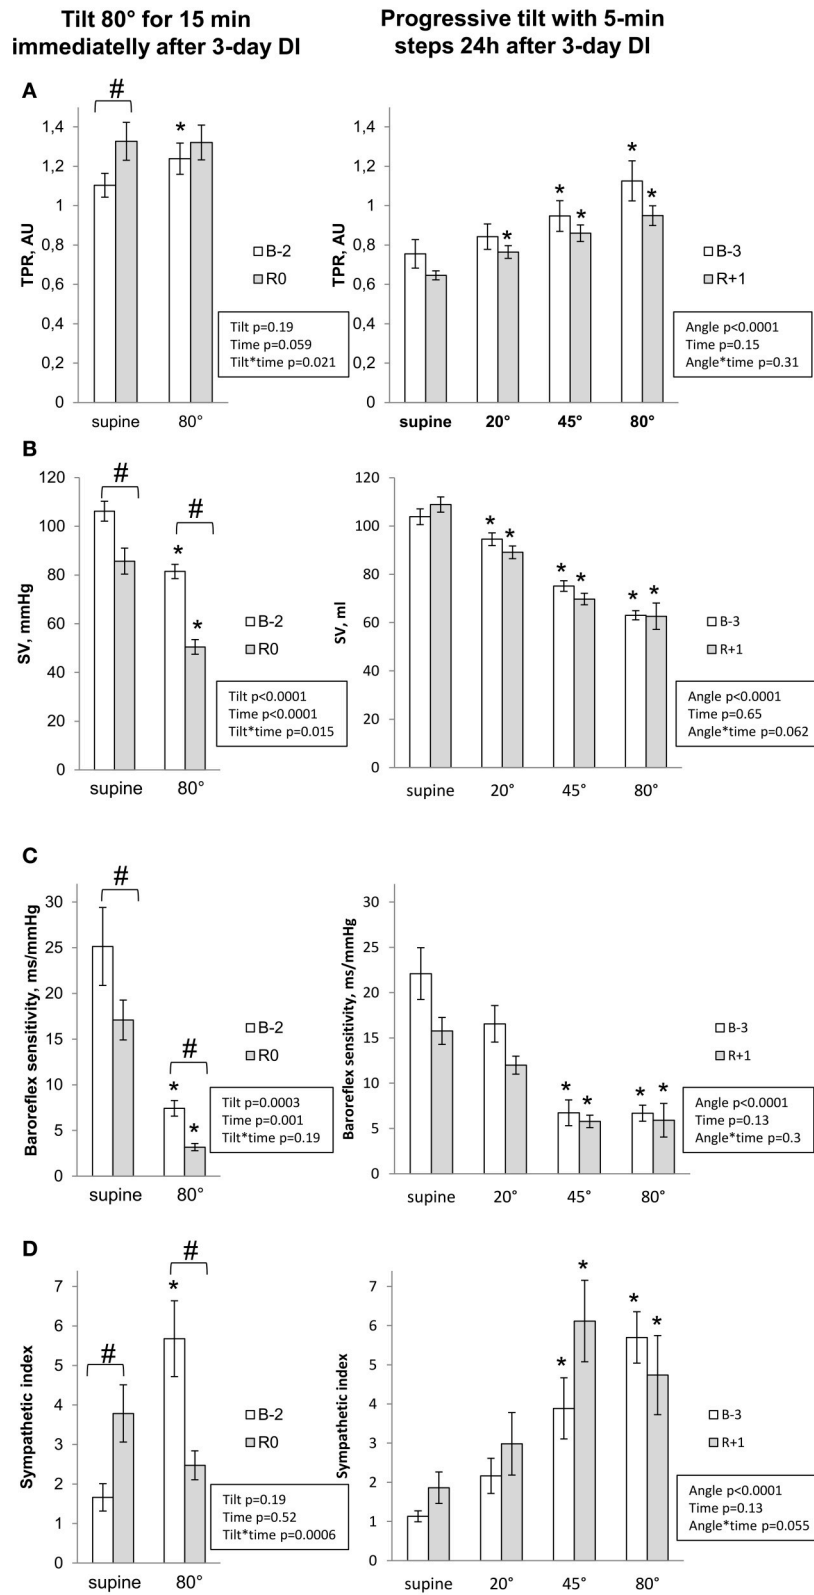 Tilt 80° for 15 min
immediatelly after 3-day DI
Progressive tilt with 5-min
steps 24h after 3-day DI
A
#
1,4
1,2
1
0,8
0,6
0,4
0,2
0
TPR, AU
*
B-2
R0
Tilt p=0.19
Time p=0.059
Tilt*time p=0.021
supine 80°
1,4
1,2
1
0,8
0,6
0,4
0,2
0
TPR, AU
* * * * *
B-3
R+1
Angle p<0.0001
Time p=0.15
Angle*time p=0.31
supine 20° 45° 80°
B
# #
120
100
80
60
40
20
0
SV, mmHg
* *
B-2
R0
Tilt p<0.0001
Time p<0.0001
Tilt*time p=0.015
supine 80°
120
100
80
60
40
20
0
SV, ml
* * * * * *
B-3
R+1
Angle p<0.0001
Time p=0.65
Angle*time p=0.062
supine 20° 45° 80°
C
# #
30
25
20
15
10
5
0
Baroreflex sensitivity, ms/mmHg
* *
B-2
R0
Tilt p=0.0003
Time p=0.001
Tilt*time p=0.19
supine 80°
30
25
20
15
10
5
0
Baroreflex sensitivity, ms/mmHg
* * * *
B-3
R+1
Angle p<0.0001
Time p=0.13
Angle*time p=0.3
supine 20° 45° 80°
D
# #
7
6
5
4
3
2
1
0
Sympathetic index
*
B-2
R0
Tilt p=0.19
Time p=0.52
Tilt*time p=0.0006
supine 80°
7
6
5
4
3
2
1
0
Sympathetic index
* * * *
B-3
R+1
Angle p<0.0001
Time p=0.13
Angle*time p=0.055
supine 20° 45° 80°